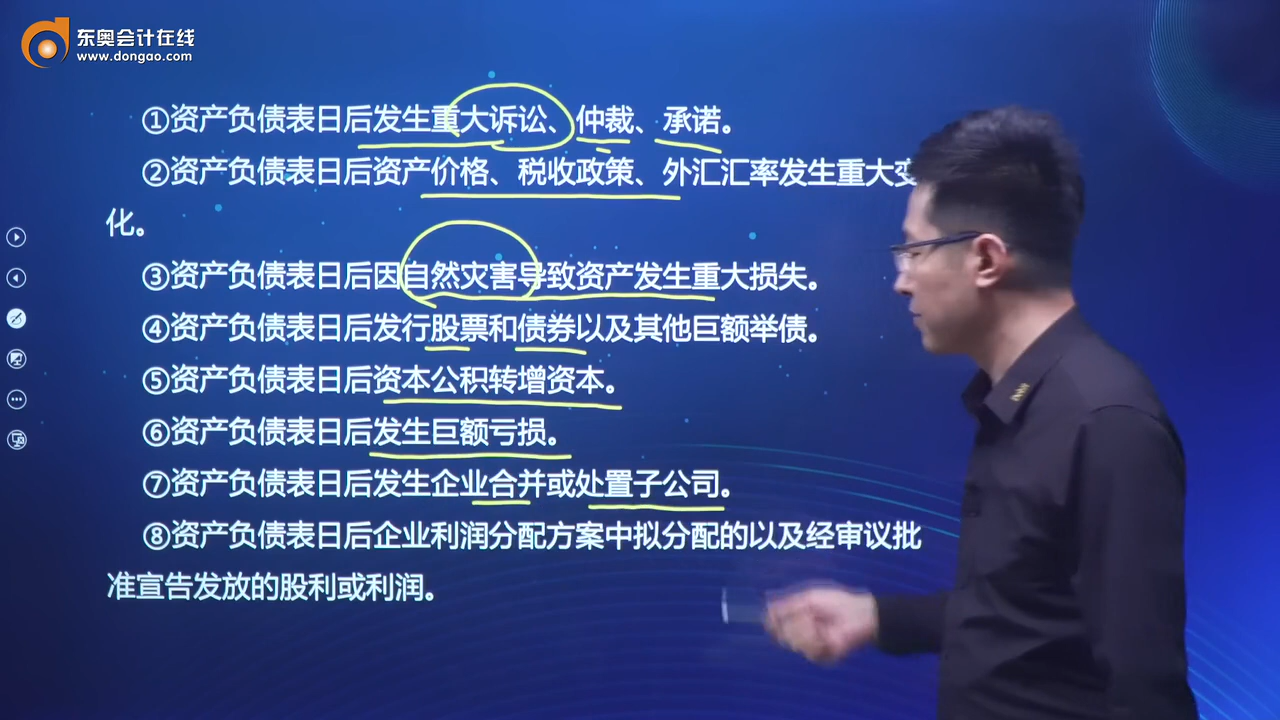 东奥会计在线
www.dongao.com
①资产负债表日后发生重大诉讼、仲裁、承诺。
②资产负债表日后资产价格、税收政策、外汇汇率发生重大变
化。
③资产负债表日后因自然灾害导致资产发生重大损失。
④资产负债表日后发行股票和债券以及其他巨额举债。
⑤资产负债表日后资本公积转增资本。
⑥资产负债表日后发生巨额亏损。
⑦资产负债表日后发生企业合并或处置子公司。
⑧资产负债表日后企业利润分配方案中拟分配的以及经审议批
准宣告发放的股利或利润。